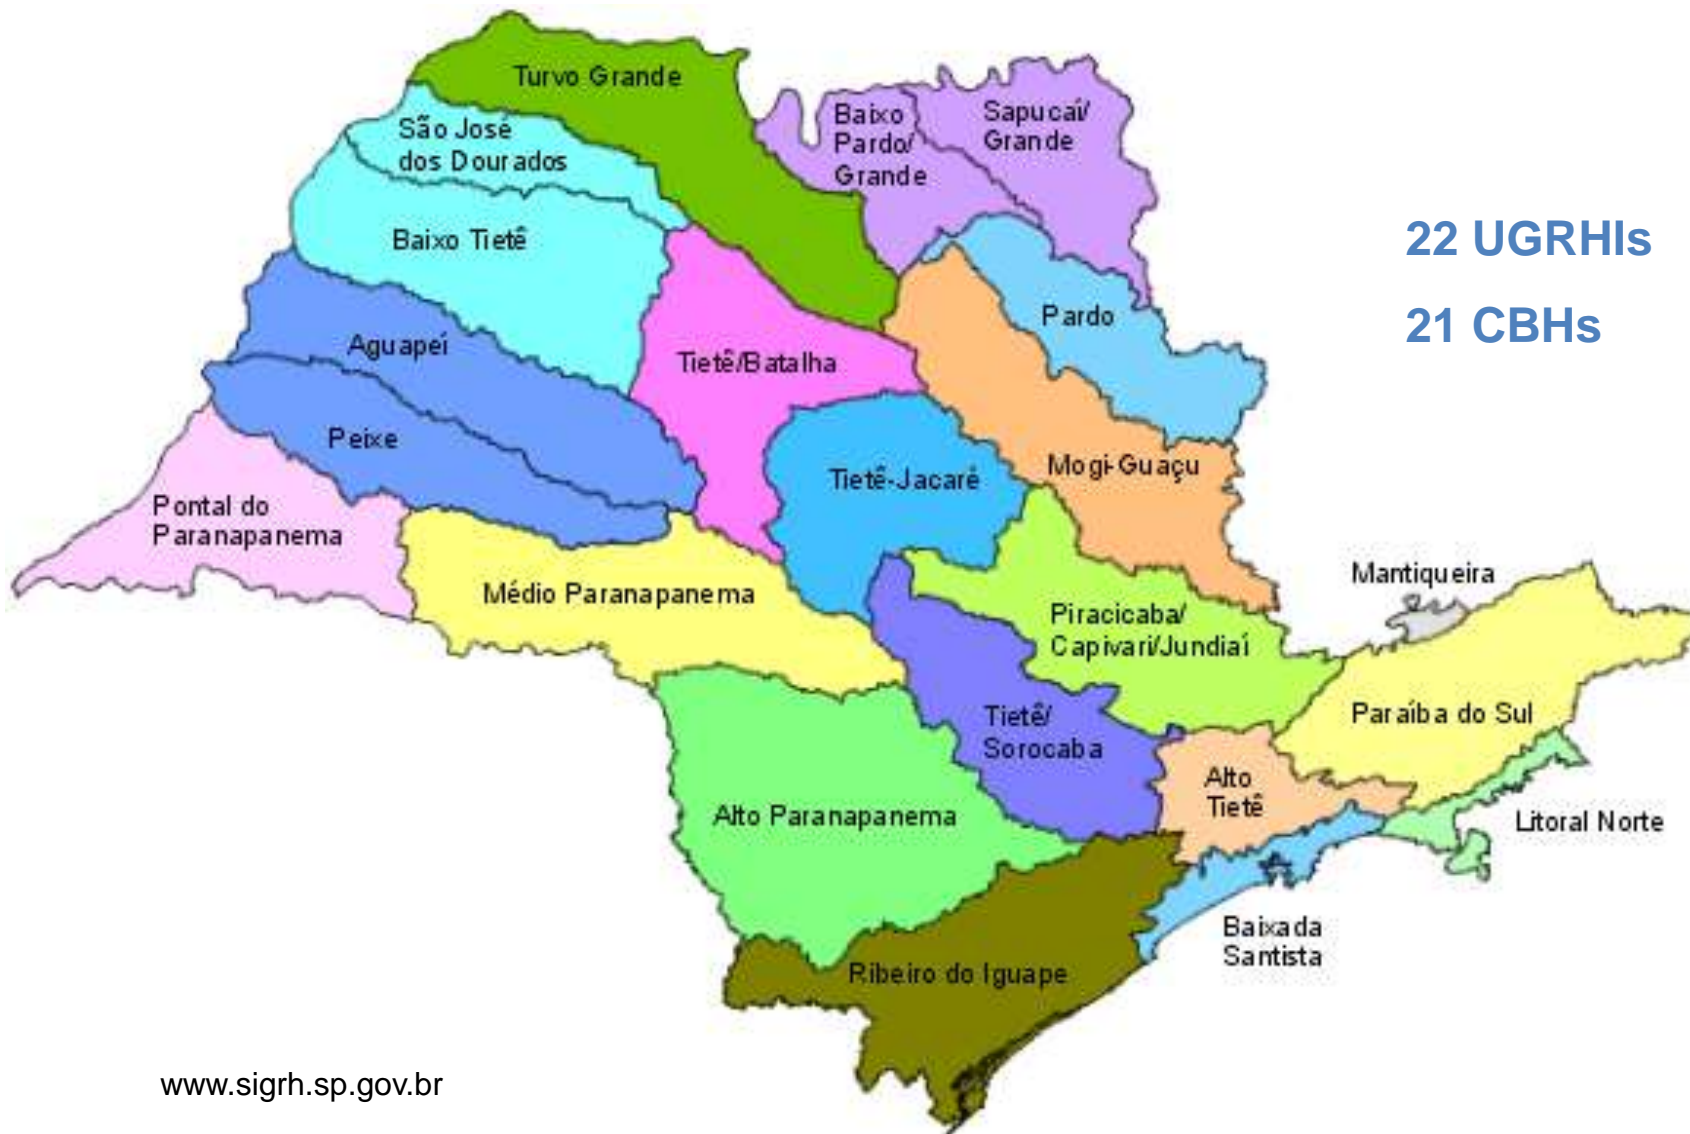 Turvo Grande
Baixo
Pardo/
Grande
Sapucaí/
Grande
São José
dos Dourados
Baixo Tietê
22 UGRHIs
21 CBHs
Pardo
Aguapeí
Tietê/Batalha
Peixe
Tietê-Jacaré
Mogi-Guaçu
Pontal do
Paranapanema
Médio Paranapanema
Mantiqueira
Piracicaba/
Capivari/Jundiaí
Tietê/
Sorocaba
Paraíba do Sul
Alto
Tietê
Alto Paranapanema
Litoral Norte
Baixada
Santista
Ribeiro do Iguape
www.sigrh.sp.gov.br